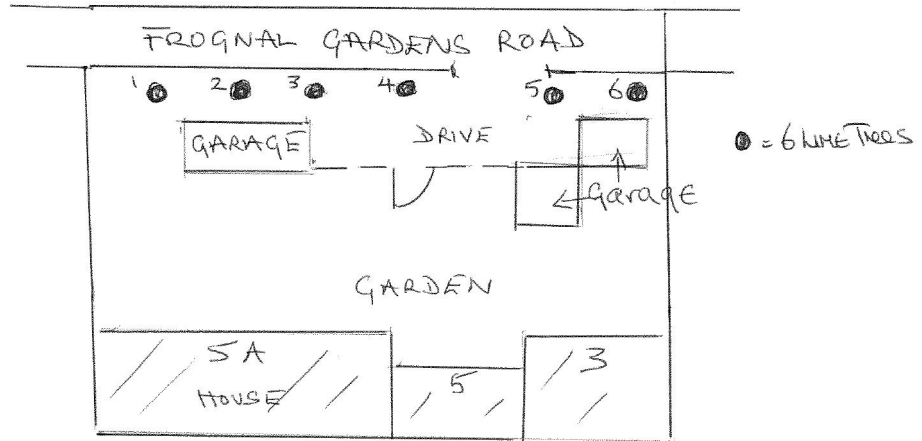 FROGNAL GARDENS ROAD
1 2 3 4 5 6
GARAGE
DRIVE
= 6 LIME TREES
Garage
GARDEN
5A
HOUSE
5
3